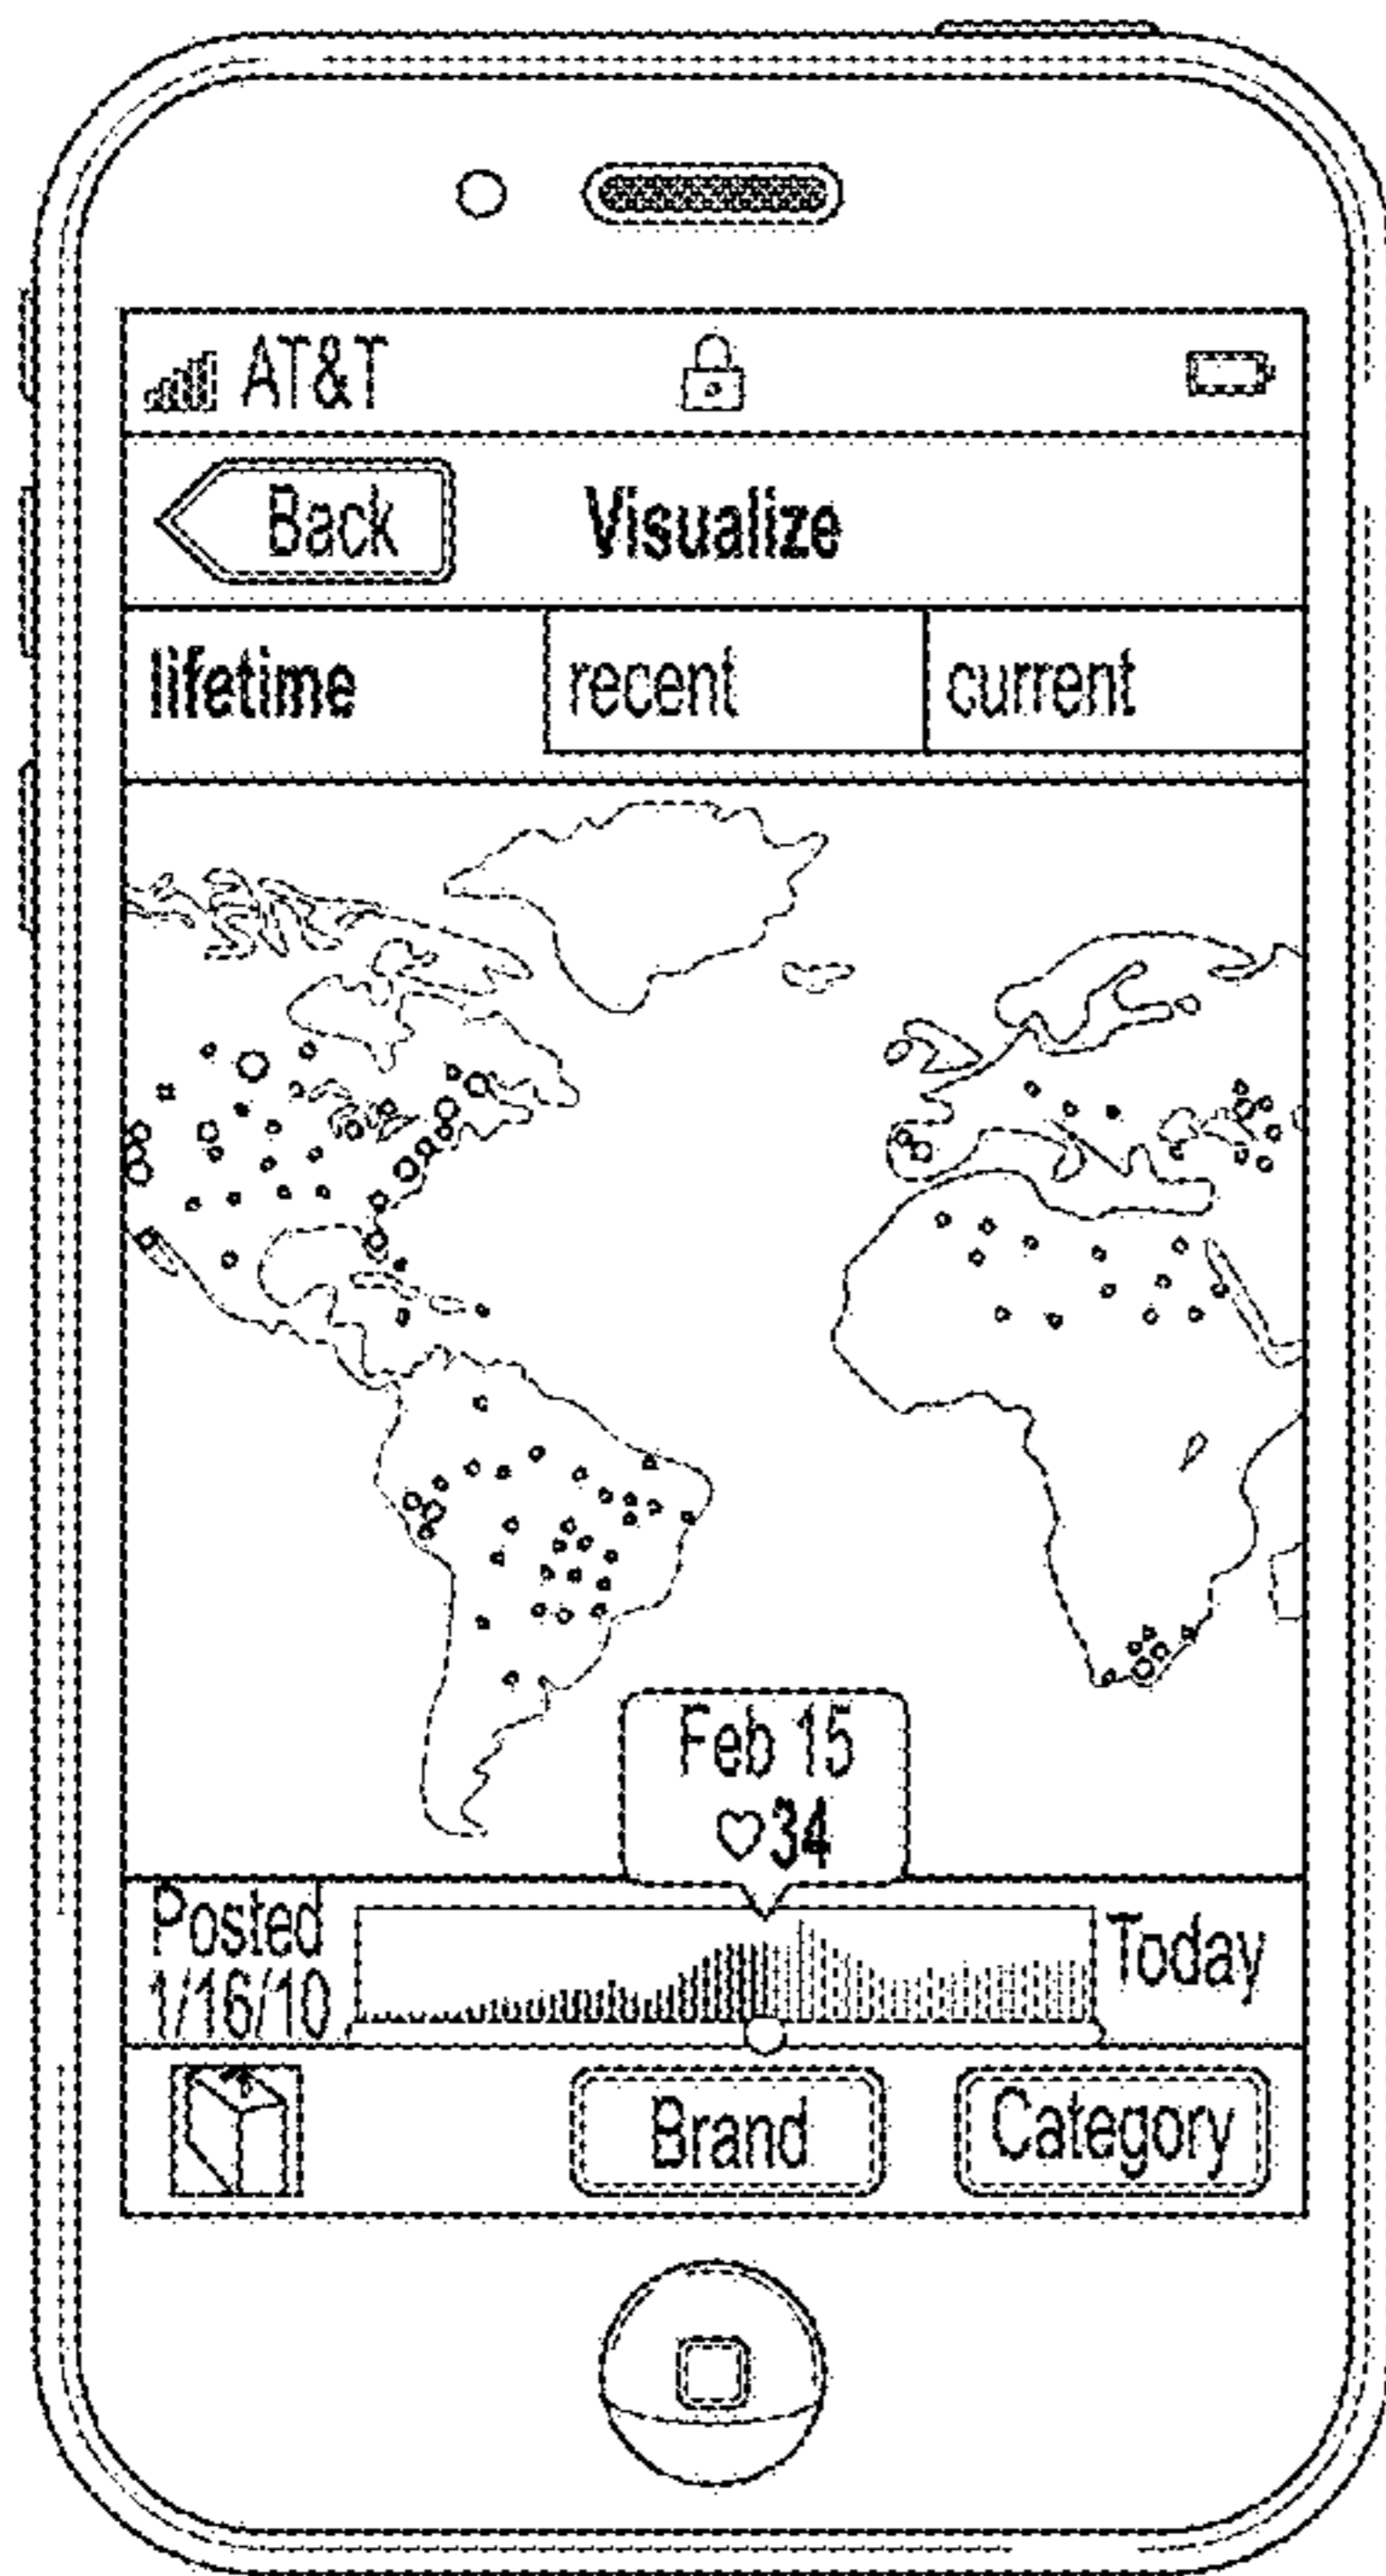 AT&T
Back
Visualize
lifetime
recent
current
Feb 15
♡34
Posted
1/16/10
Today
Brand
Category